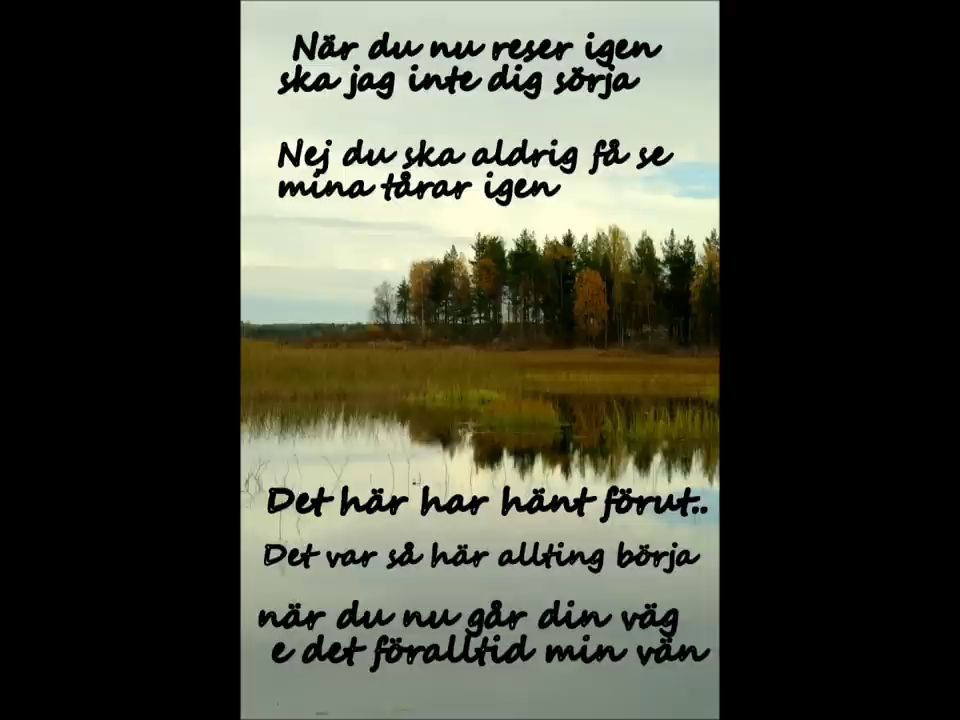 När du nu reser igen
ska jag inte dig sörja
Nej du ska aldrig få se
mina tårar igen
Det här har hänt förut..
Det var så här allting börja
när du nu går din väg
e det föralltid min vän